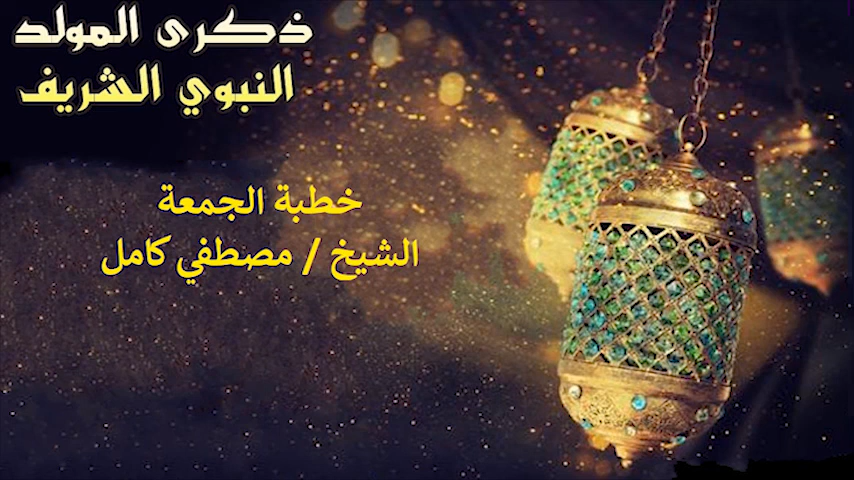 ذكرى المولد
النبوي الشريف
خطبة الجمعة
الشيخ / مصطفي كامل